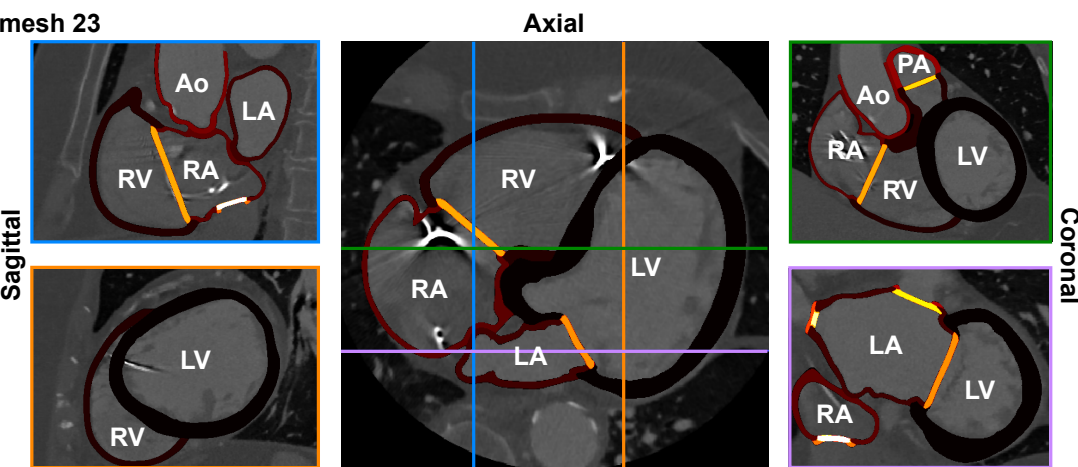 mesh 23
Axial
Sagittal
Coronal
Ao
LA
RV
RA
LV
RV
RV
RA
LV
LA
PA
Ao
RA
LV
RV
LA
LV
RA